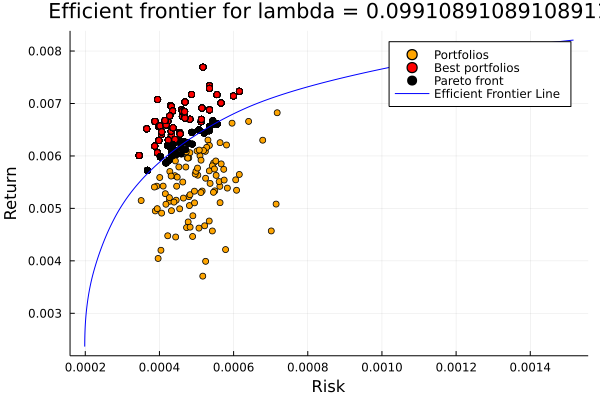 Efficient frontier for lambda = 0.0991089108910891
0.008
0.007
0.006
0.005
0.004
0.003
Return
Portfolios
Best portfolios
Pareto front
Efficient Frontier Line
0.0002
0.0004
0.0006
0.0008
0.0010
0.0012
0.0014
Risk